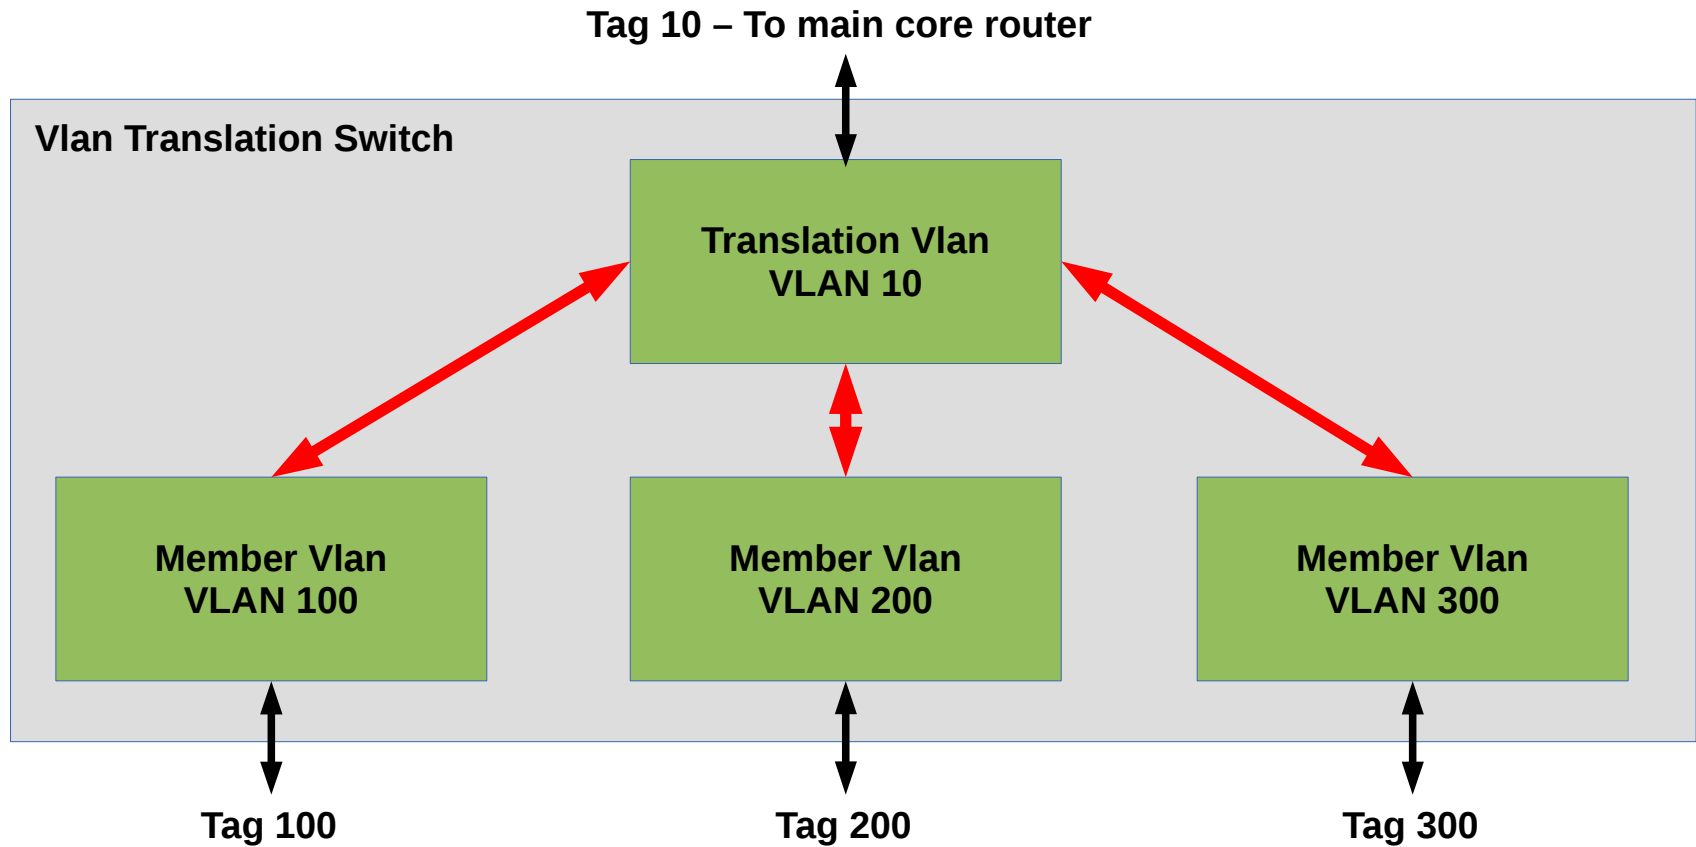 Tag 10 – To main core router
Vlan Translation Switch
Translation Vlan
VLAN 10
Member Vlan
VLAN 100
Member Vlan
VLAN 200
Member Vlan
VLAN 300
Tag 100
Tag 200
Tag 300